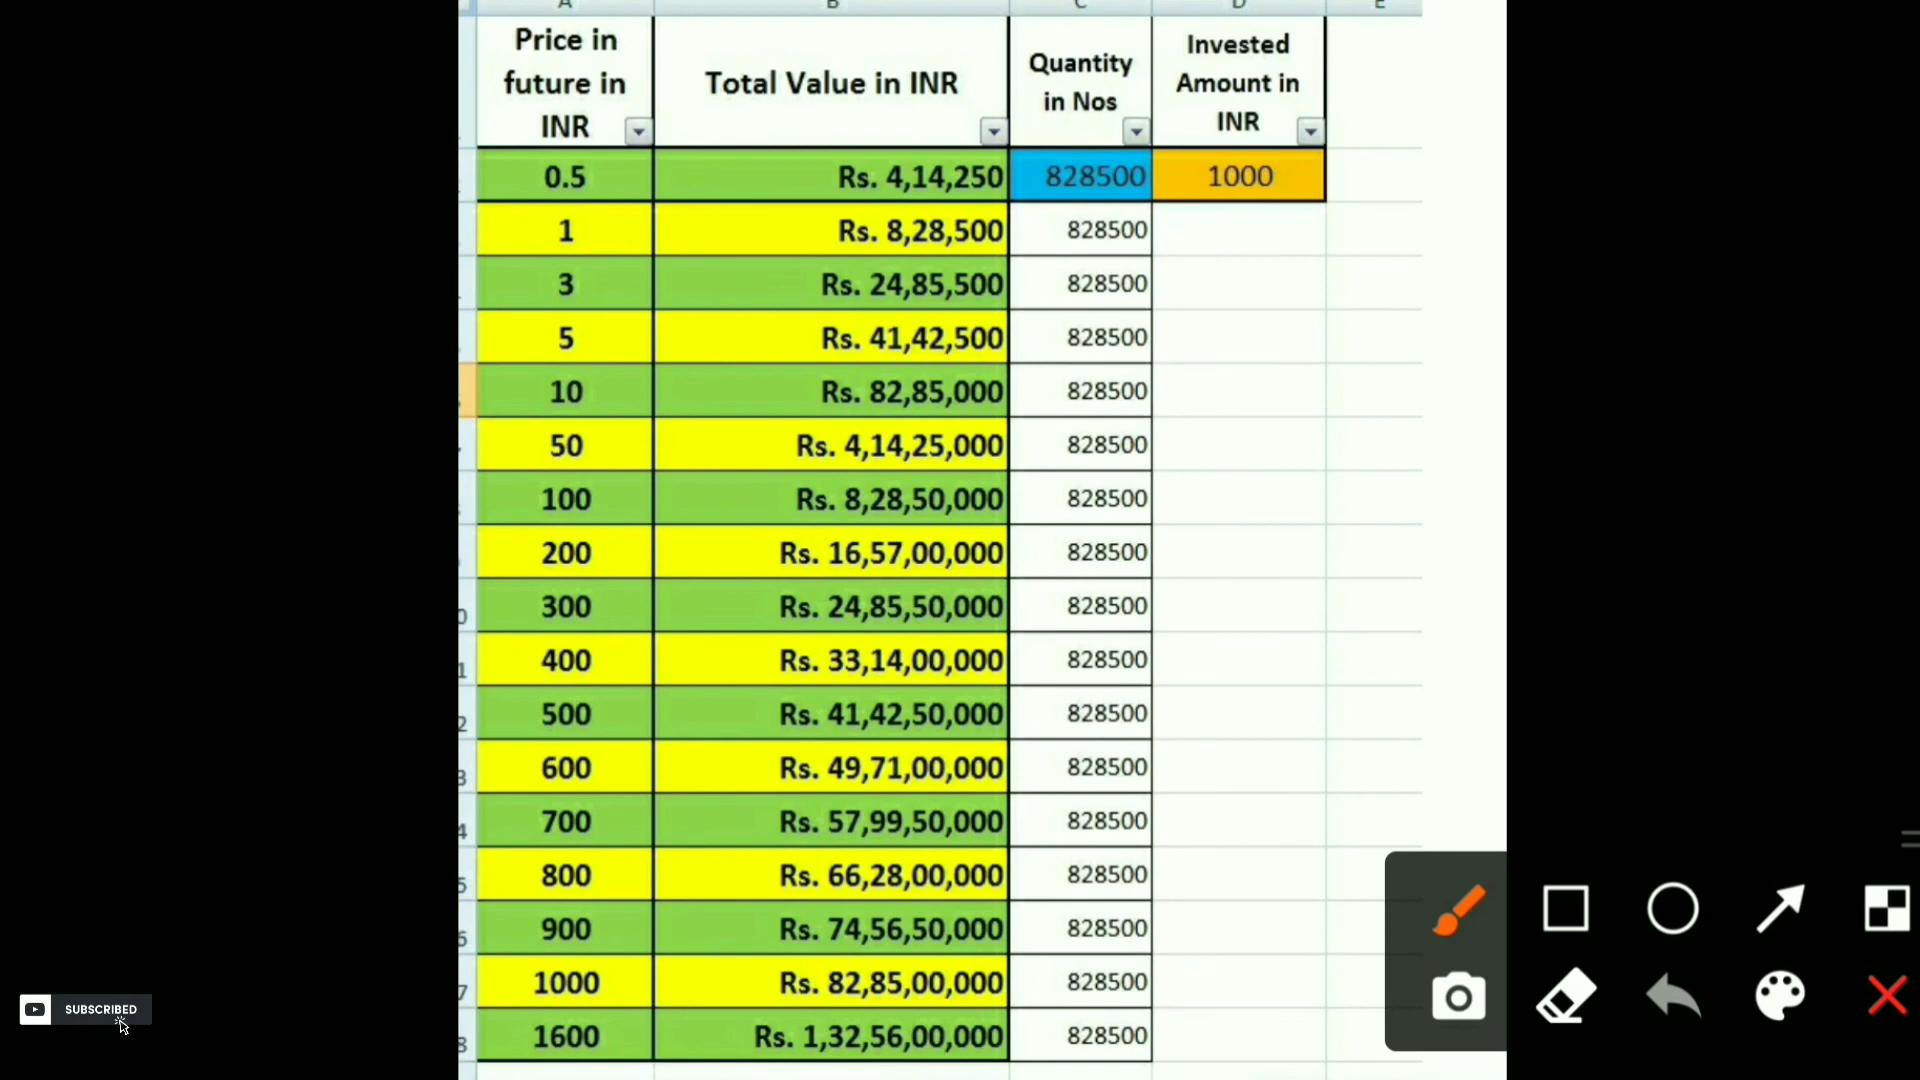 A B C D E
Price in future in INR Total Value in INR Quantity in Nos Invested Amount in INR
0.5 Rs. 4,14,250 828500 1000
1 Rs. 8,28,500 828500
3 Rs. 24,85,500 828500
5 Rs. 41,42,500 828500
10 Rs. 82,85,000 828500
50 Rs. 4,14,25,000 828500
100 Rs. 8,28,50,000 828500
200 Rs. 16,57,00,000 828500
300 Rs. 24,85,50,000 828500
400 Rs. 33,14,00,000 828500
500 Rs. 41,42,50,000 828500
600 Rs. 49,71,00,000 828500
700 Rs. 57,99,50,000 828500
800 Rs. 66,28,00,000 828500
900 Rs. 74,56,50,000 828500
1000 Rs. 82,85,00,000 828500
1600 Rs. 1,32,56,00,000 828500
SUBSCRIBED